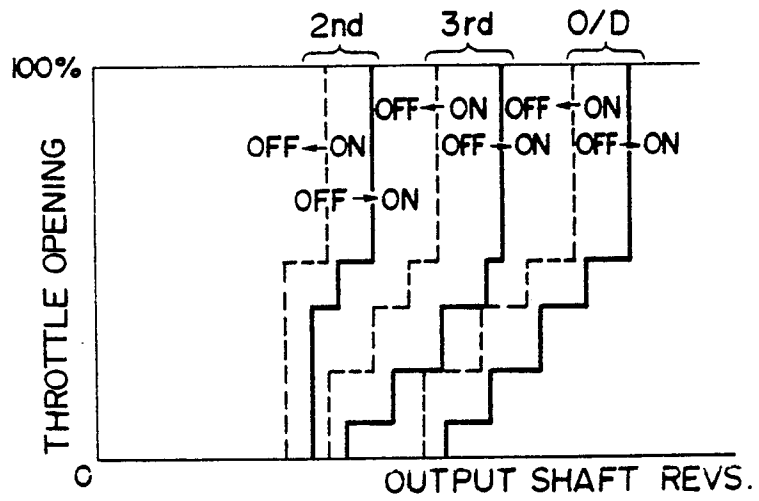 2nd 3rd O/D
100%
OFF←ON OFF←ON
OFF←ON OFF→ON OFF→ON
OFF→ON
THROTTLE OPENING
0 OUTPUT SHAFT REVS.